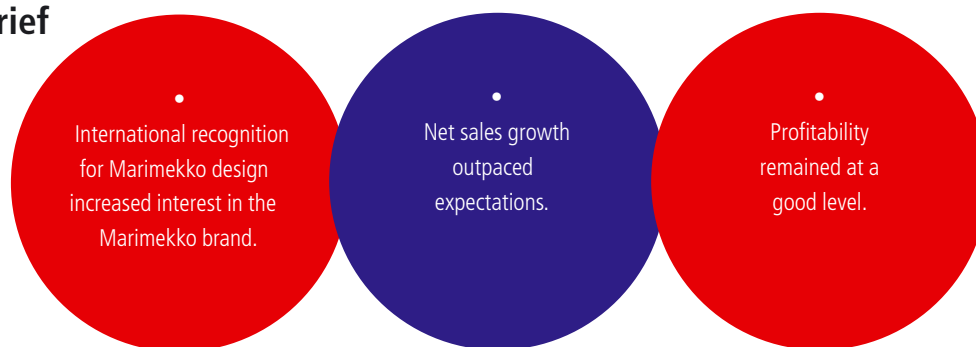 rief
International recognition
for Marimekko design
increased interest in the
Marimekko brand.
Net sales growth
outpaced
expectations.
Profitability
remained at a
good level.